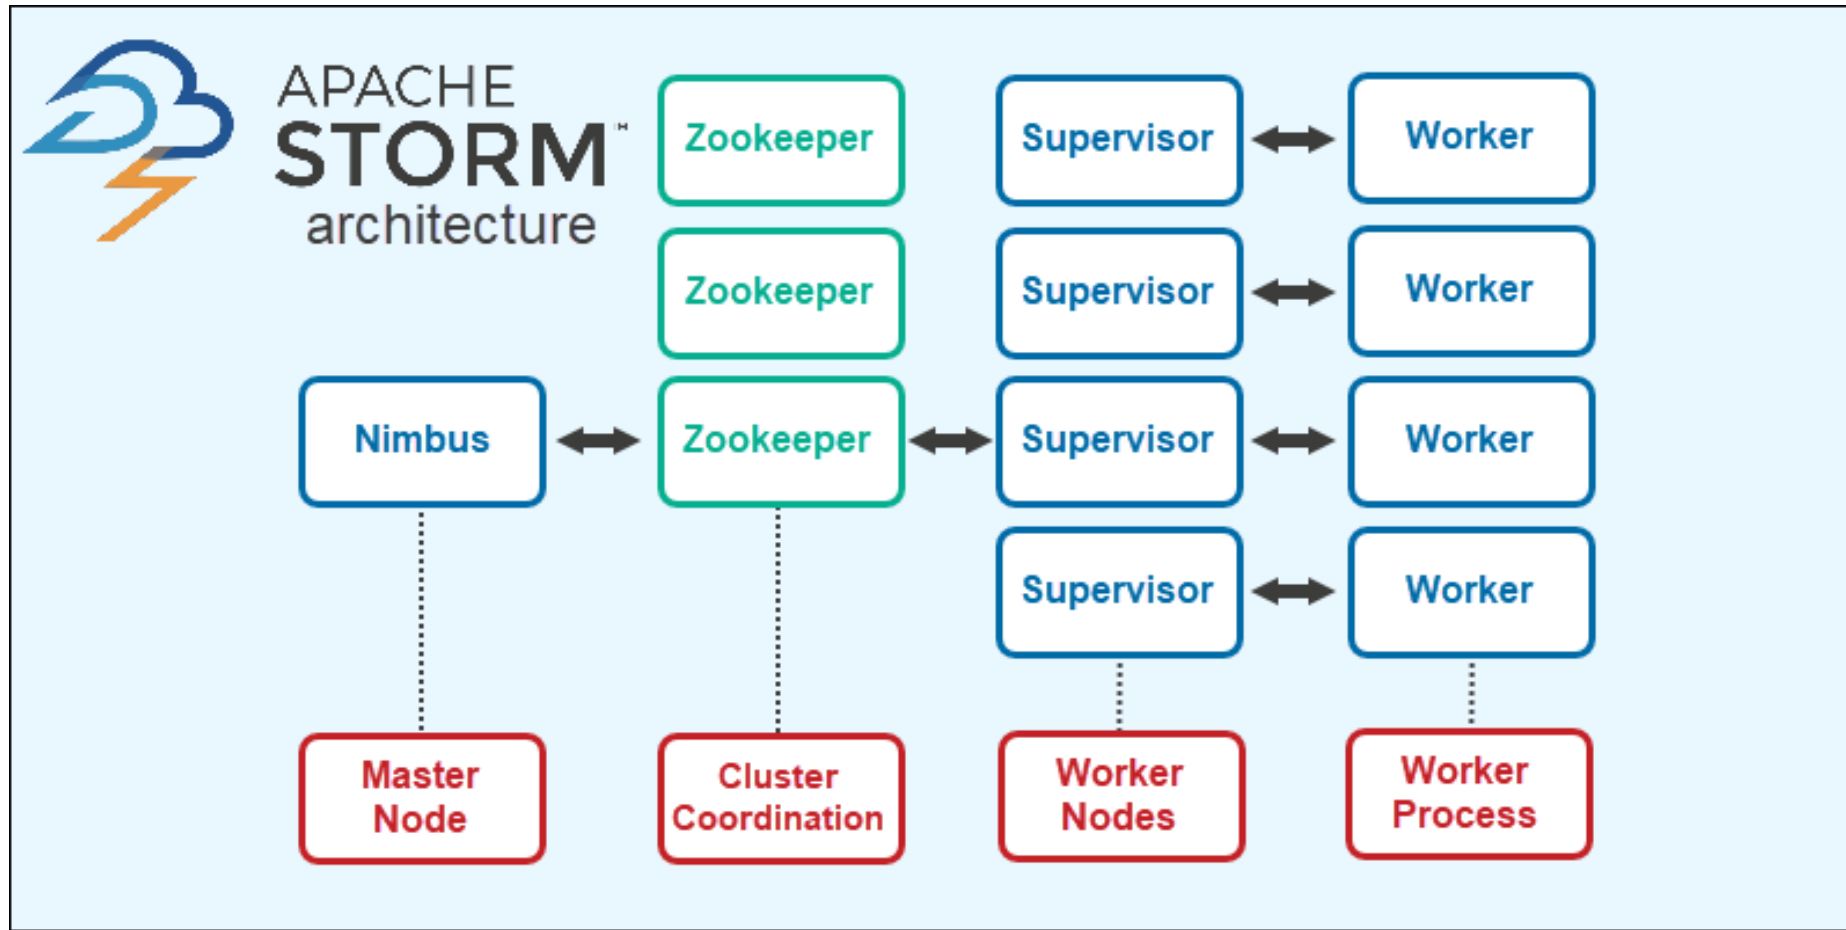 APACHE
STORM™
architecture
Zookeeper
Supervisor
Worker
Zookeeper
Supervisor
Worker
Nimbus
Zookeeper
Supervisor
Worker
Supervisor
Worker
Master
Node
Cluster
Coordination
Worker
Nodes
Worker
Process